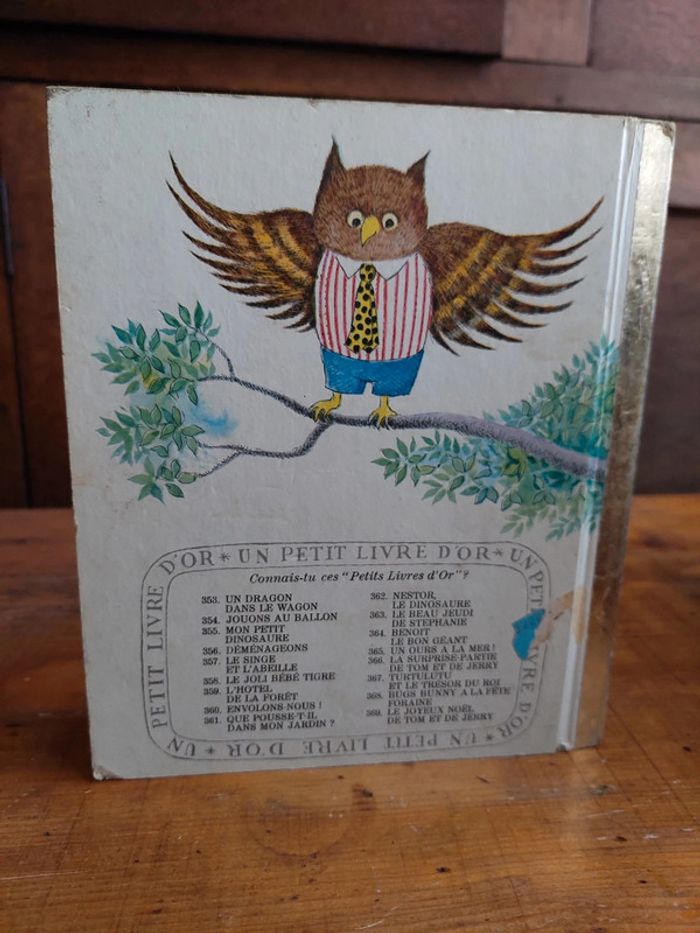 UN PETIT LIVRE D'OR * UN PETIT LIVRE D'OR * UN PETIT LIVRE D'OR * UN PETIT LIVRE D'OR *
Connais-tu ces "Petits Livres d'Or"?
353. UN DRAGON
DANS LE WAGON
354. JOUONS AU BALLON
355. MON PETIT
DINOSAURE
356. DÉMÉNAGEONS
357. LE SINGE
ET L'ABEILLE
358. LE JOLI BÉBÉ TIGRE
359. L'HOTEL
DE LA FORÊT
360. ENVOLONS-NOUS !
361. QUE POUSSE-T-IL
DANS MON JARDIN ?
362. NESTOR,
LE DINOSAURE
363. LE BEAU JEUDI
DE STEPHANIE
364. BENOIT
LE BON GÉANT
365. UN OURS A LA MER !
366. LA SURPRISE-PARTIE
DE TOM ET DE JERRY
367. TURTULUTU
ET LE TRÉSOR DU ROI
368. BUGS BUNNY A LA FÊTE
FORAINE
369. LE JOYEUX NOËL
DE TOM ET DE JERRY